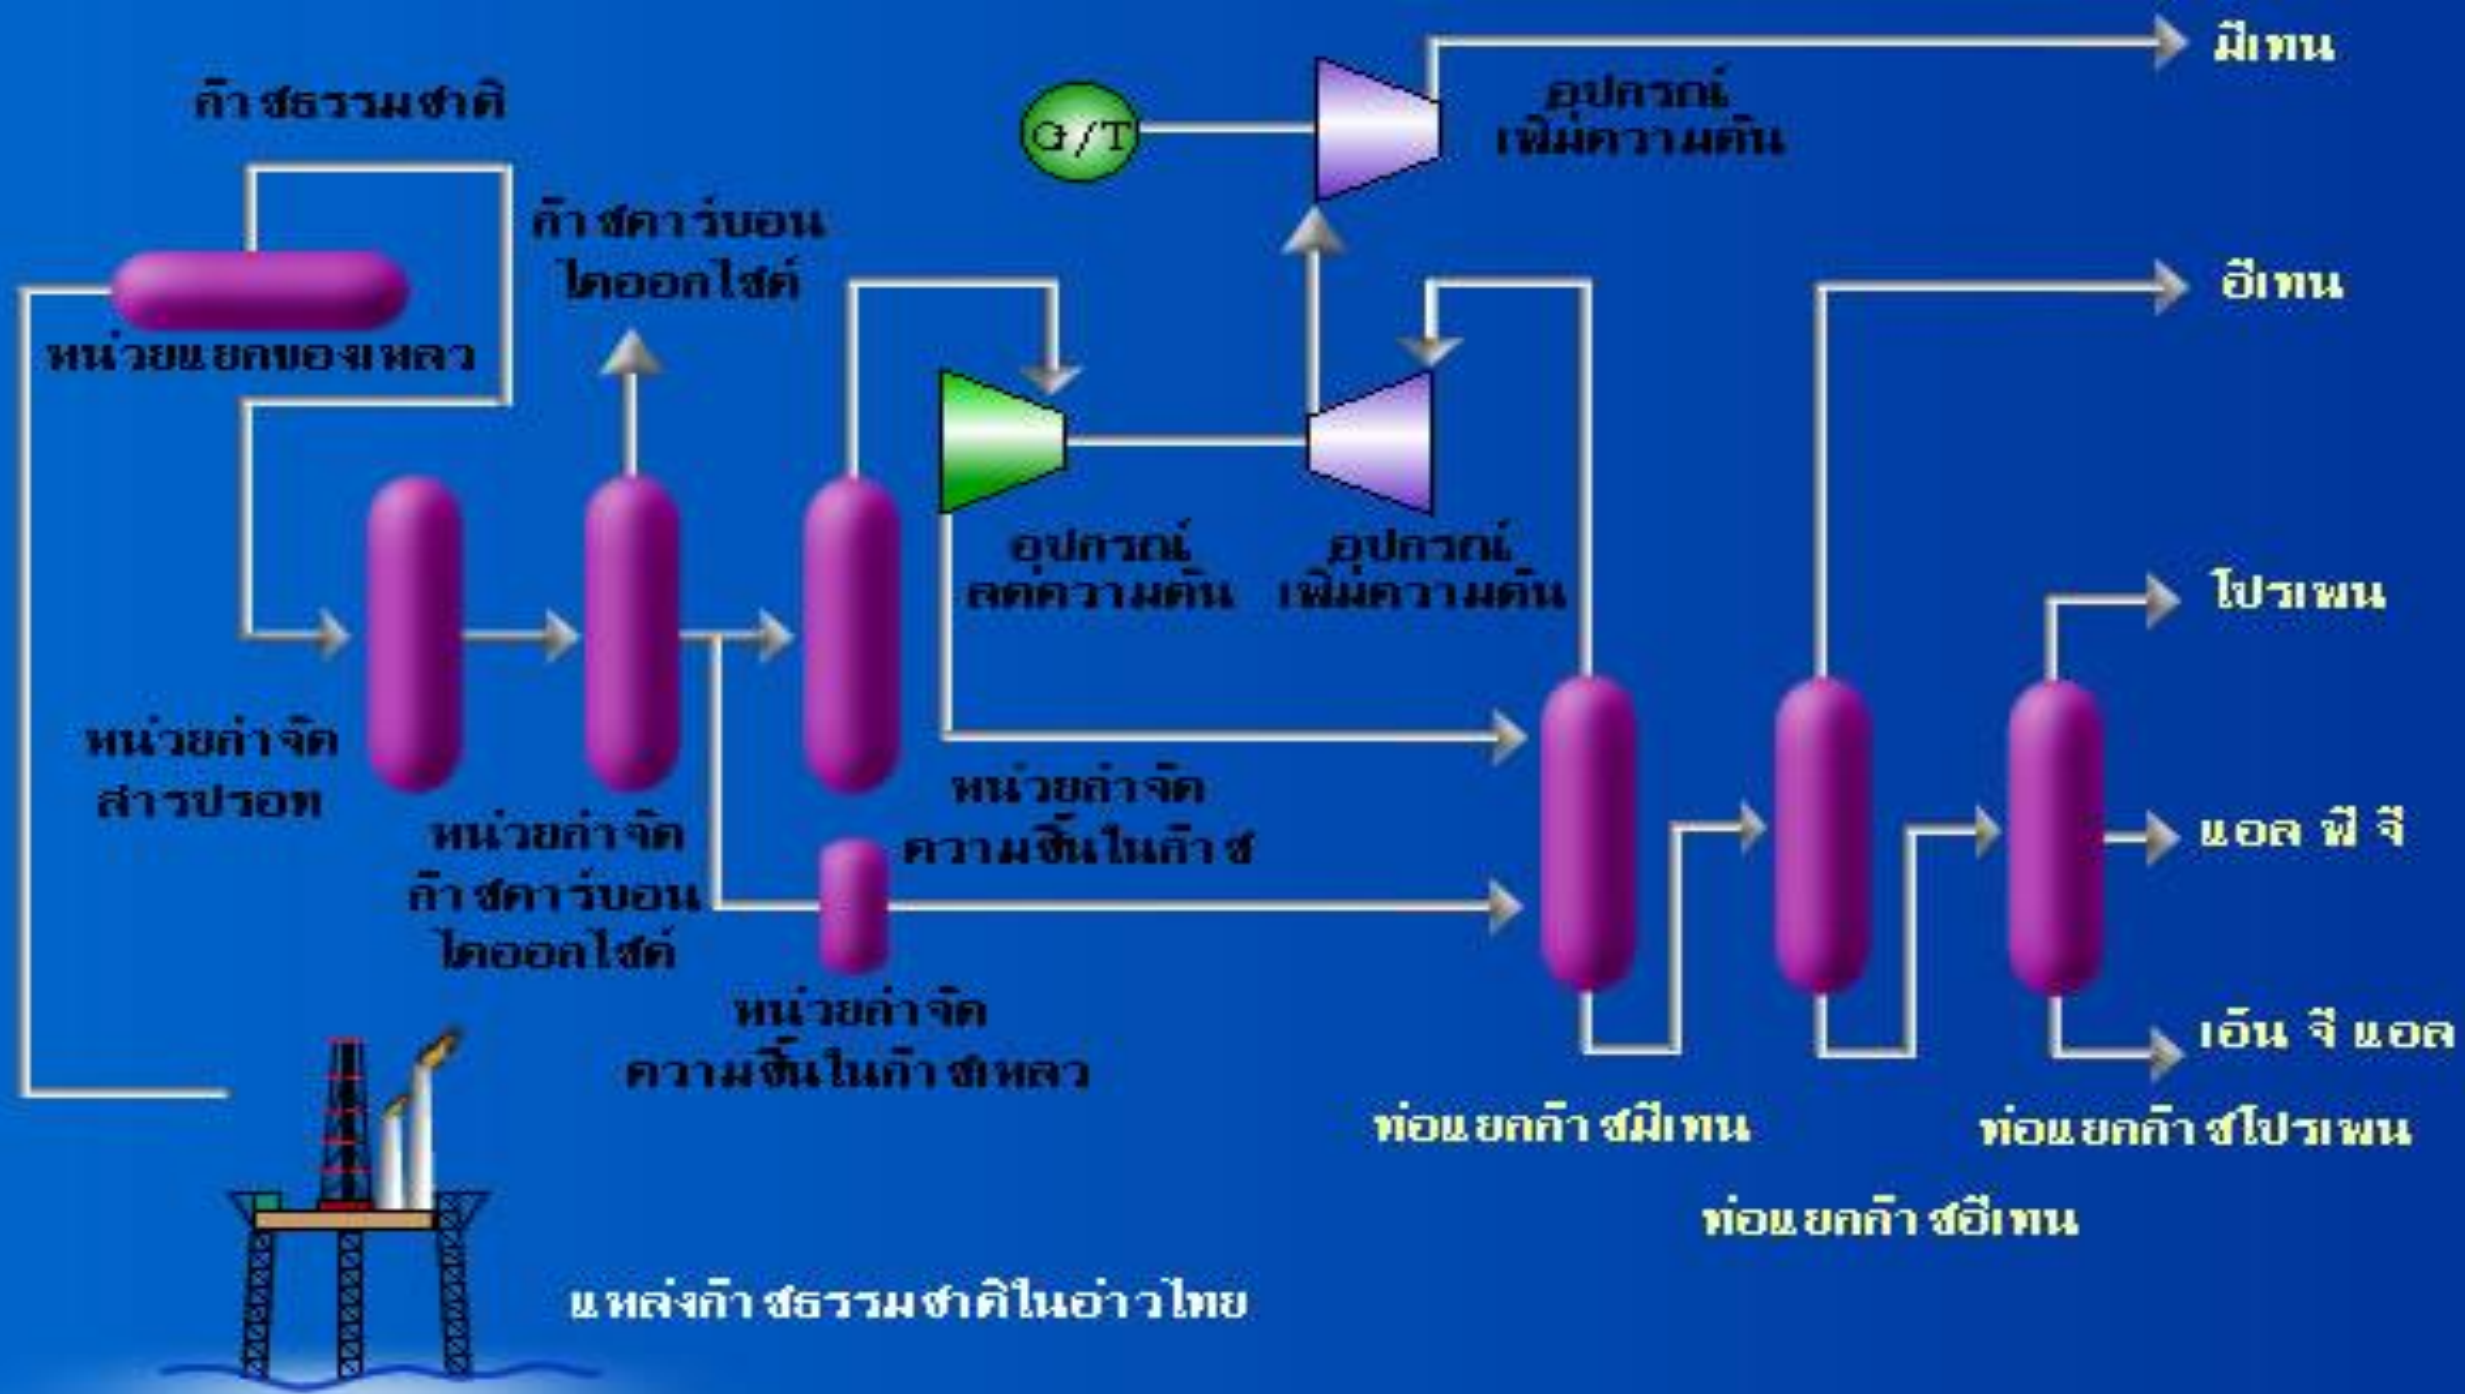 มีเทน
ก๊าซธรรมชาติ
อุปกรณ์
เพิ่มความดัน
G/T
ก๊าซคาร์บอน
ไดออกไซด์
อีเทน
หน่วยแยกของเหลว
อุปกรณ์
ลดความดัน
อุปกรณ์
เพิ่มความดัน
โปรเพน
หน่วยกำจัด
สารปรอท
หน่วยกำจัด
ก๊าซคาร์บอน
ไดออกไซด์
หน่วยกำจัด
ความชื้นในก๊าซ
แอล พี จี
หน่วยกำจัด
ความชื้นในก๊าซเหลว
เอ็น จี แอล
ท่อแยกก๊าซมีเทน
ท่อแยกก๊าซโปรเพน
ท่อแยกก๊าซอีเทน
แหล่งก๊าซธรรมชาติในอ่าวไทย